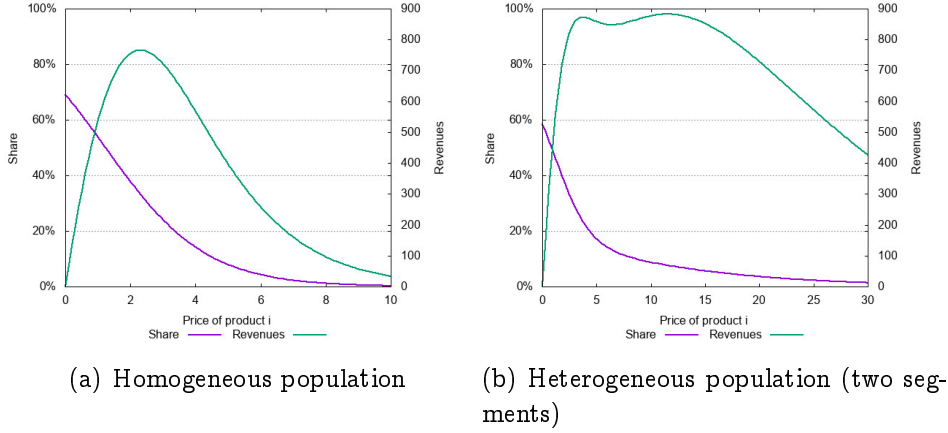 100%
80%
60%
40%
20%
0%
Share
900
800
700
600
500
400
300
200
100
0
Revenues
0 2 4 6 8 10
Price of product i
Share Revenues
(a) Homogeneous population
100%
80%
60%
40%
20%
0%
Share
900
800
700
600
500
400
300
200
100
0
Revenues
0 5 10 15 20 25 30
Price of product i
Share Revenues
(b) Heterogeneous population (two seg-
ments)